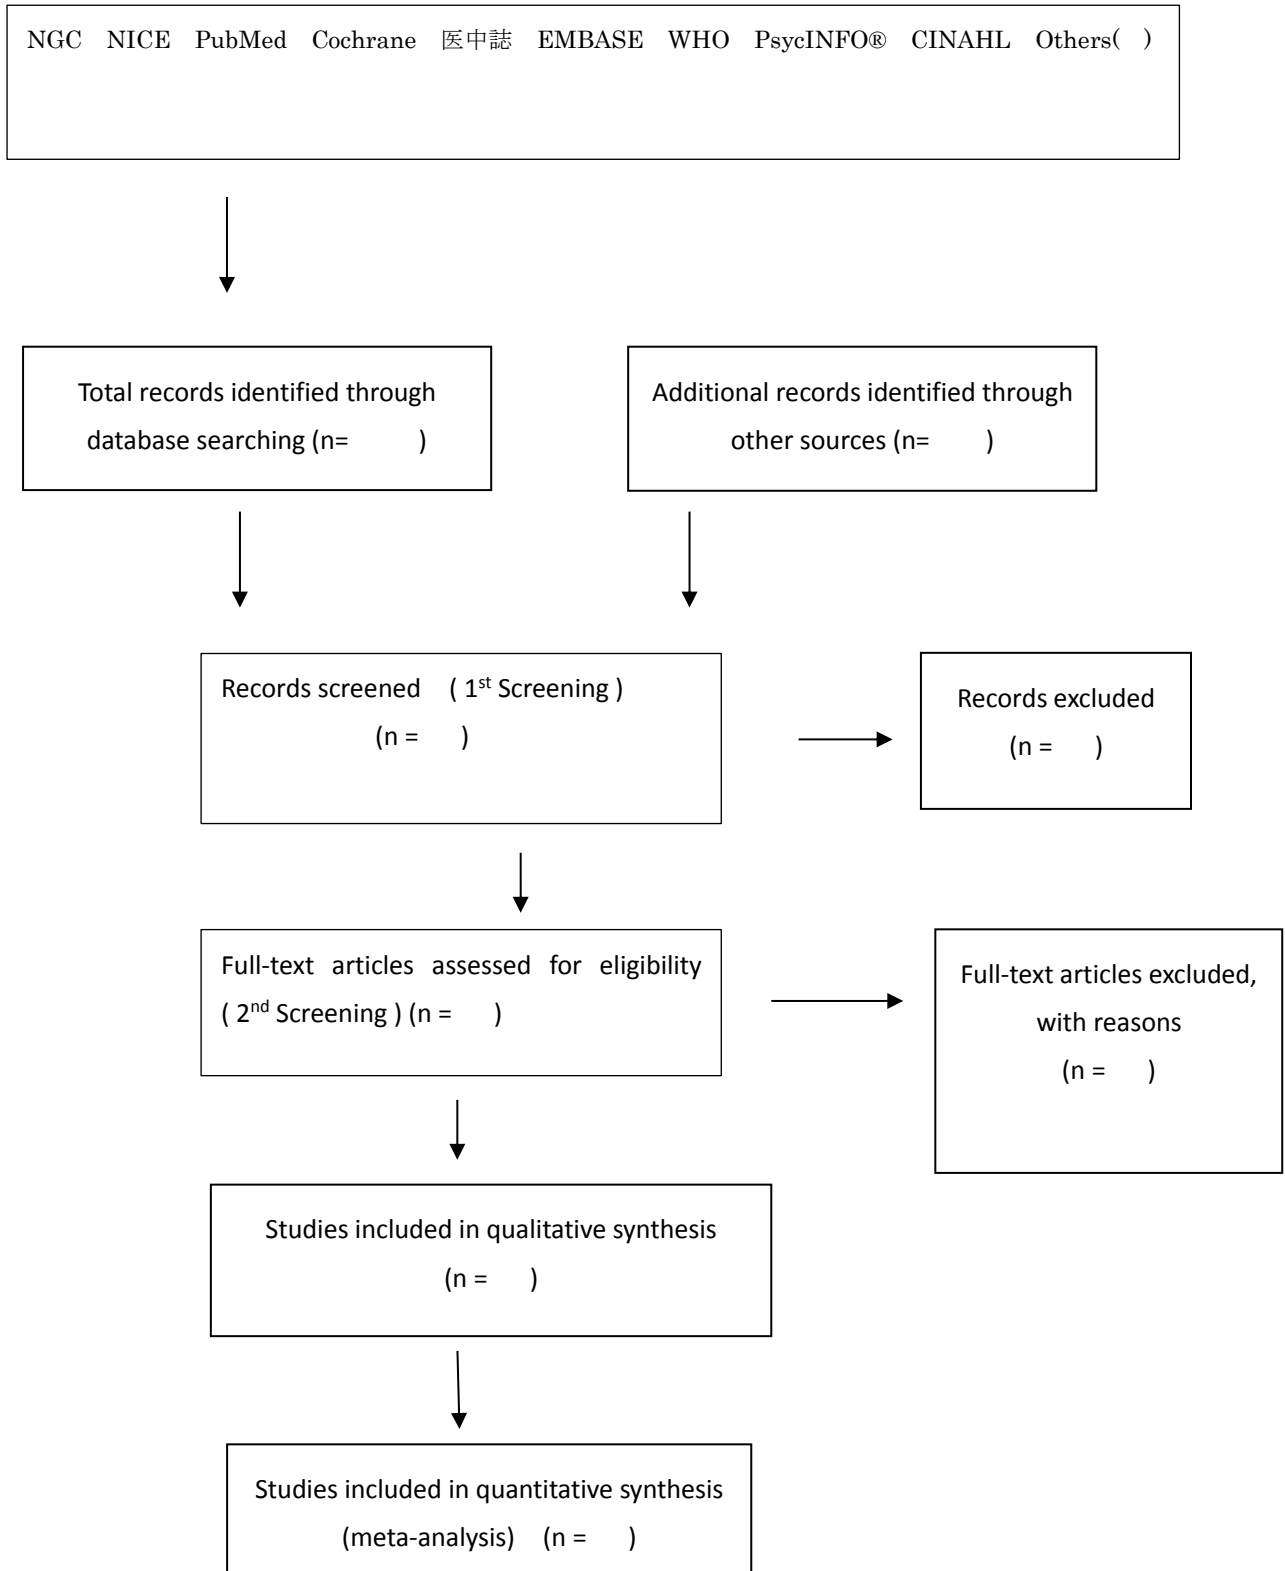 NGC NICE PubMed Cochrane 医中誌 EMBASE WHO PsycINFO® CINAHL Others( )
Total records identified through
database searching (n= )
Additional records identified through
other sources (n= )
Records screened ( 1st Screening )
(n = )
Records excluded
(n = )
Full-text articles assessed for eligibility
( 2nd Screening ) (n = )
Full-text articles excluded,
with reasons
(n = )
Studies included in qualitative synthesis
(n = )
Studies included in quantitative synthesis
(meta-analysis) (n = )